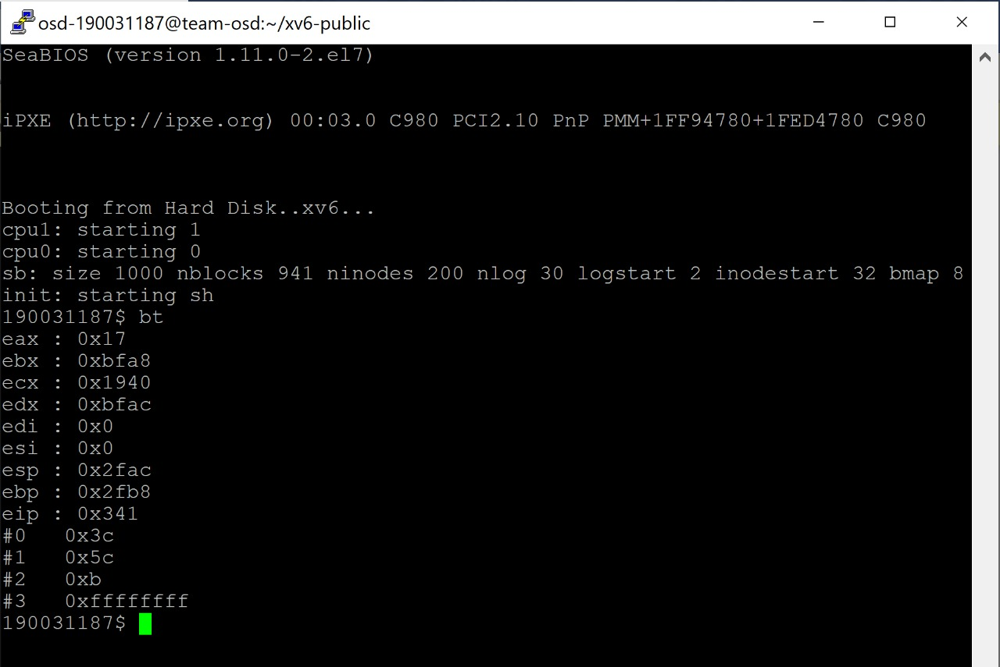 osd-190031187@team-osd:~/xv6-public
SeaBIOS (version 1.11.0-2.el7)
iPXE (http://ipxe.org) 00:03.0 C980 PCI2.10 PnP PMM+1FF94780+1FED4780 C980
Booting from Hard Disk..xv6...
cpu1: starting 1
cpu0: starting 0
sb: size 1000 nblocks 941 ninodes 200 nlog 30 logstart 2 inodestart 32 bmap 8
init: starting sh
190031187$ bt
eax : 0x17
ebx : 0xbfa8
ecx : 0x1940
edx : 0xbfac
edi : 0x0
esi : 0x0
esp : 0x2fac
ebp : 0x2fb8
eip : 0x341
#0   0x3c
#1   0x5c
#2   0xb
#3   0xffffffff
190031187$